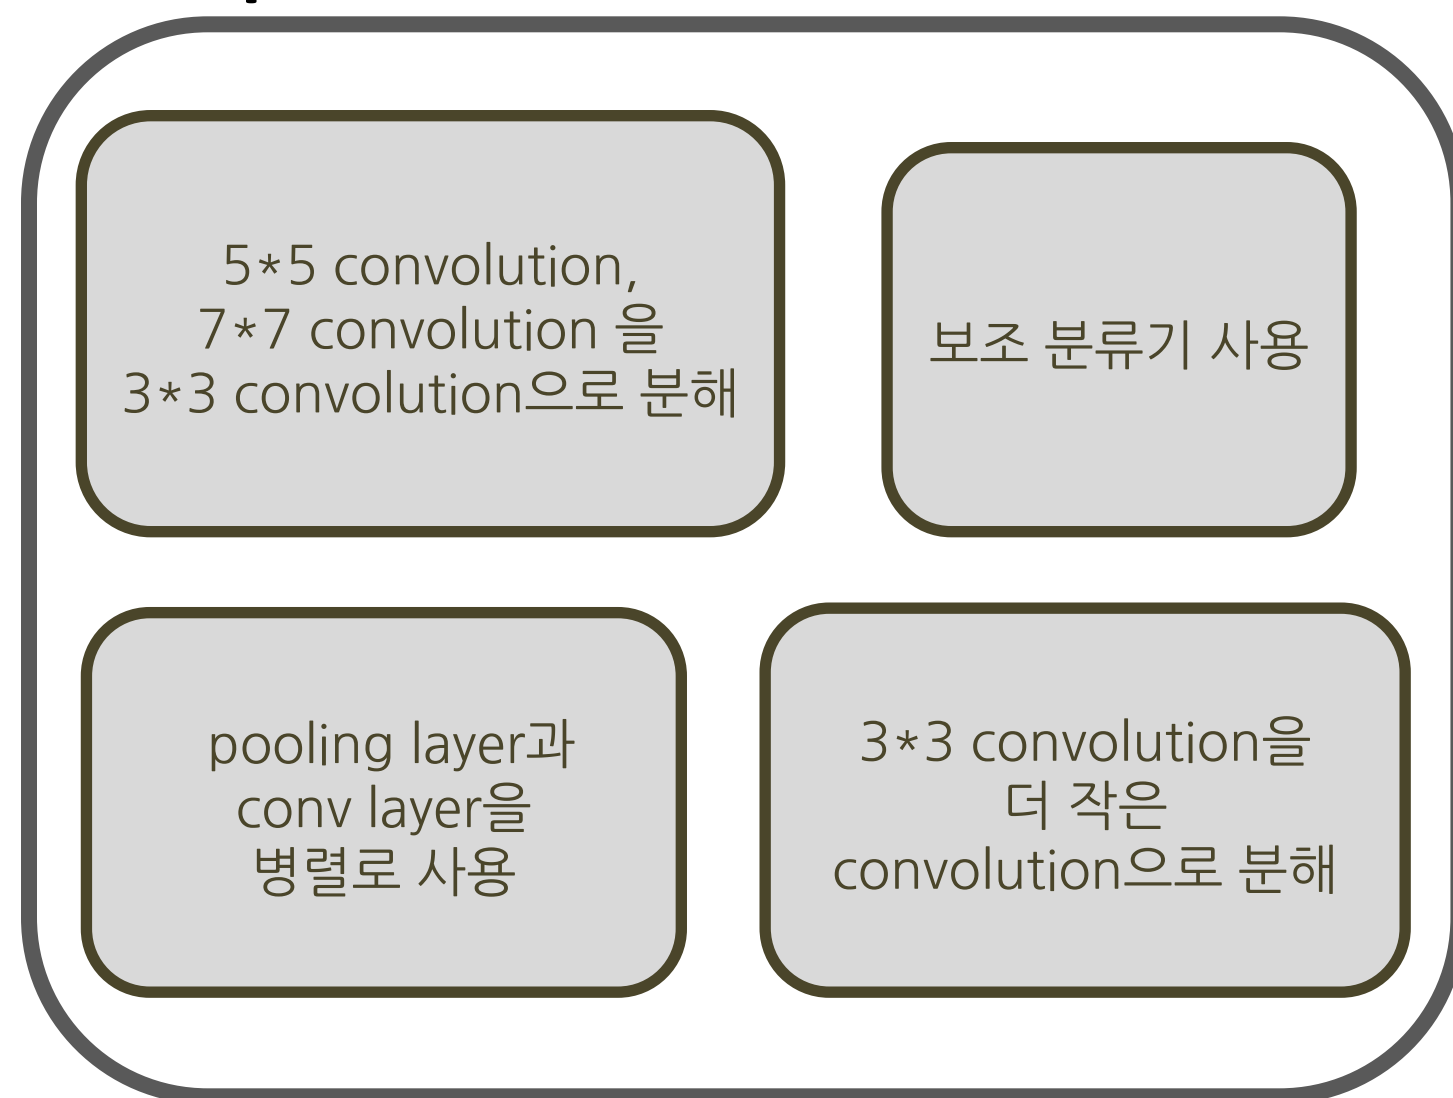 5*5 convolution,
7*7 convolution 을
3*3 convolution으로 분해
보조 분류기 사용
pooling layer과
conv layer을
병렬로 사용
3*3 convolution을
더 작은
convolution으로 분해